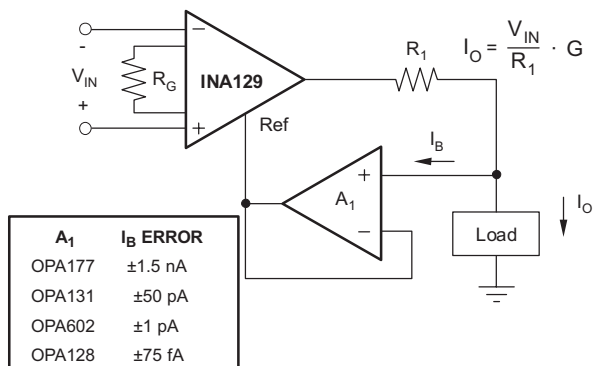 -
V_IN
+
R_G
−
INA129
+
Ref
R_1
I_O = V_IN / R_1 · G
I_B
+
A_1
−
Load
I_O
A_1 I_B ERROR
OPA177 ±1.5 nA
OPA131 ±50 pA
OPA602 ±1 pA
OPA128 ±75 fA